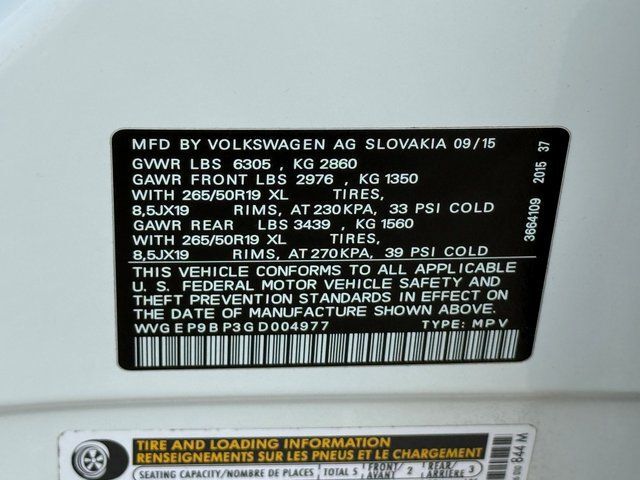 MFD BY VOLKSWAGEN AG SLOVAKIA 09/15
GVWR LBS 6305 , KG 2860
GAWR FRONT LBS 2976 , KG 1350
WITH 265/50R19 XL TIRES,
8,5JX19 RIMS, AT 230KPA, 33 PSI COLD
GAWR REAR LBS 3439 , KG 1560
WITH 265/50R19 XL TIRES,
8,5JX19 RIMS, AT 270KPA, 39 PSI COLD
THIS VEHICLE CONFORMS TO ALL APPLICABLE
U. S. FEDERAL MOTOR VEHICLE SAFETY AND
THEFT PREVENTION STANDARDS IN EFFECT ON
THE DATE OF MANUFACTURE SHOWN ABOVE.
WVGEP9BP3GD004977 TYPE: MPV
3664109 2015 37
TIRE AND LOADING INFORMATION
RENSEIGNEMENTS SUR LES PNEUS ET LE CHARGEMENT
SEATING CAPACITY/NOMBRE DE PLACES TOTAL 5 FRONT/AVANT 2 REAR/ARRIÈRE 3
844 M